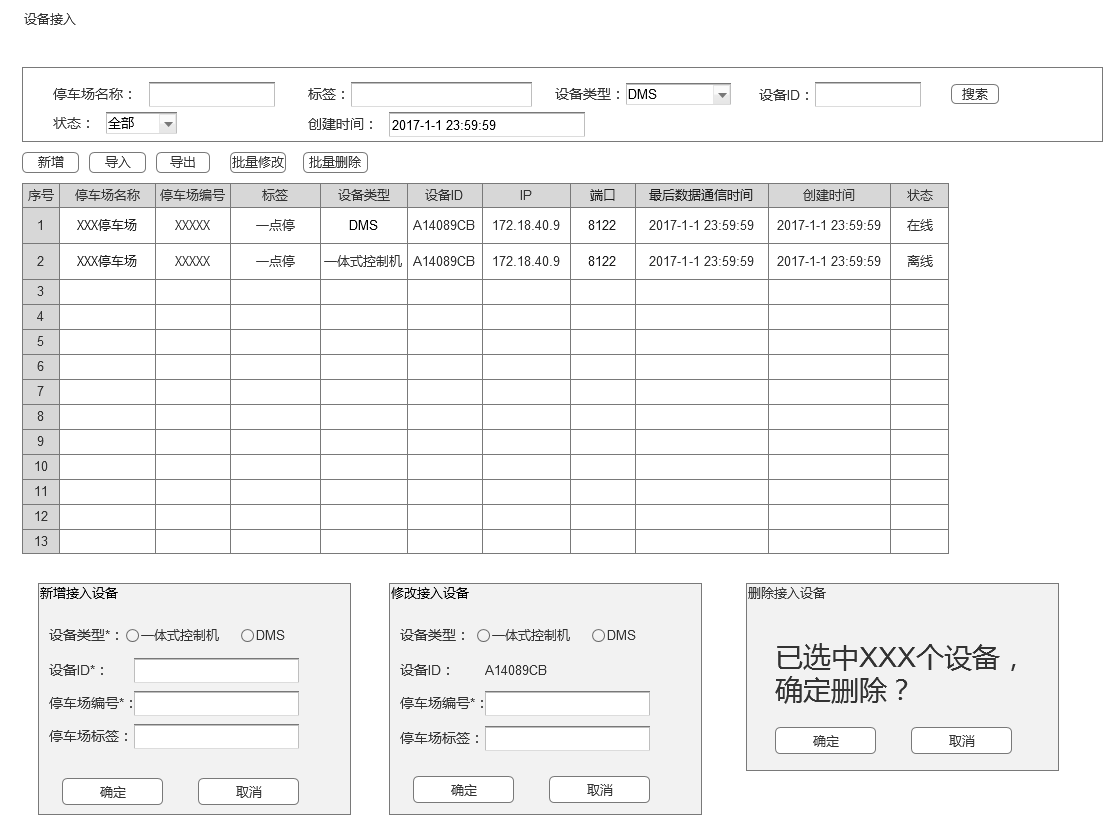 设备接入
停车场名称： 标签： 设备类型： DMS 设备ID： 搜索
状态： 全部 创建时间： 2017-1-1 23:59:59
新增 导入 导出 批量修改 批量删除
序号 停车场名称 停车场编号 标签 设备类型 设备ID IP 端口 最后数据通信时间 创建时间 状态
1 XXX停车场 XXXXX 一点停 DMS A14089CB 172.18.40.9 8122 2017-1-1 23:59:59 2017-1-1 23:59:59 在线
2 XXX停车场 XXXXX 一点停 一体式控制机 A14089CB 172.18.40.9 8122 2017-1-1 23:59:59 2017-1-1 23:59:59 离线
3
4
5
6
7
8
9
10
11
12
13
新增接入设备
设备类型*： 一体式控制机 DMS
设备ID*：
停车场编号*：
停车场标签：
确定 取消
修改接入设备
设备类型： 一体式控制机 DMS
设备ID： A14089CB
停车场编号*：
停车场标签：
确定 取消
删除接入设备
已选中XXX个设备，
确定删除？
确定 取消